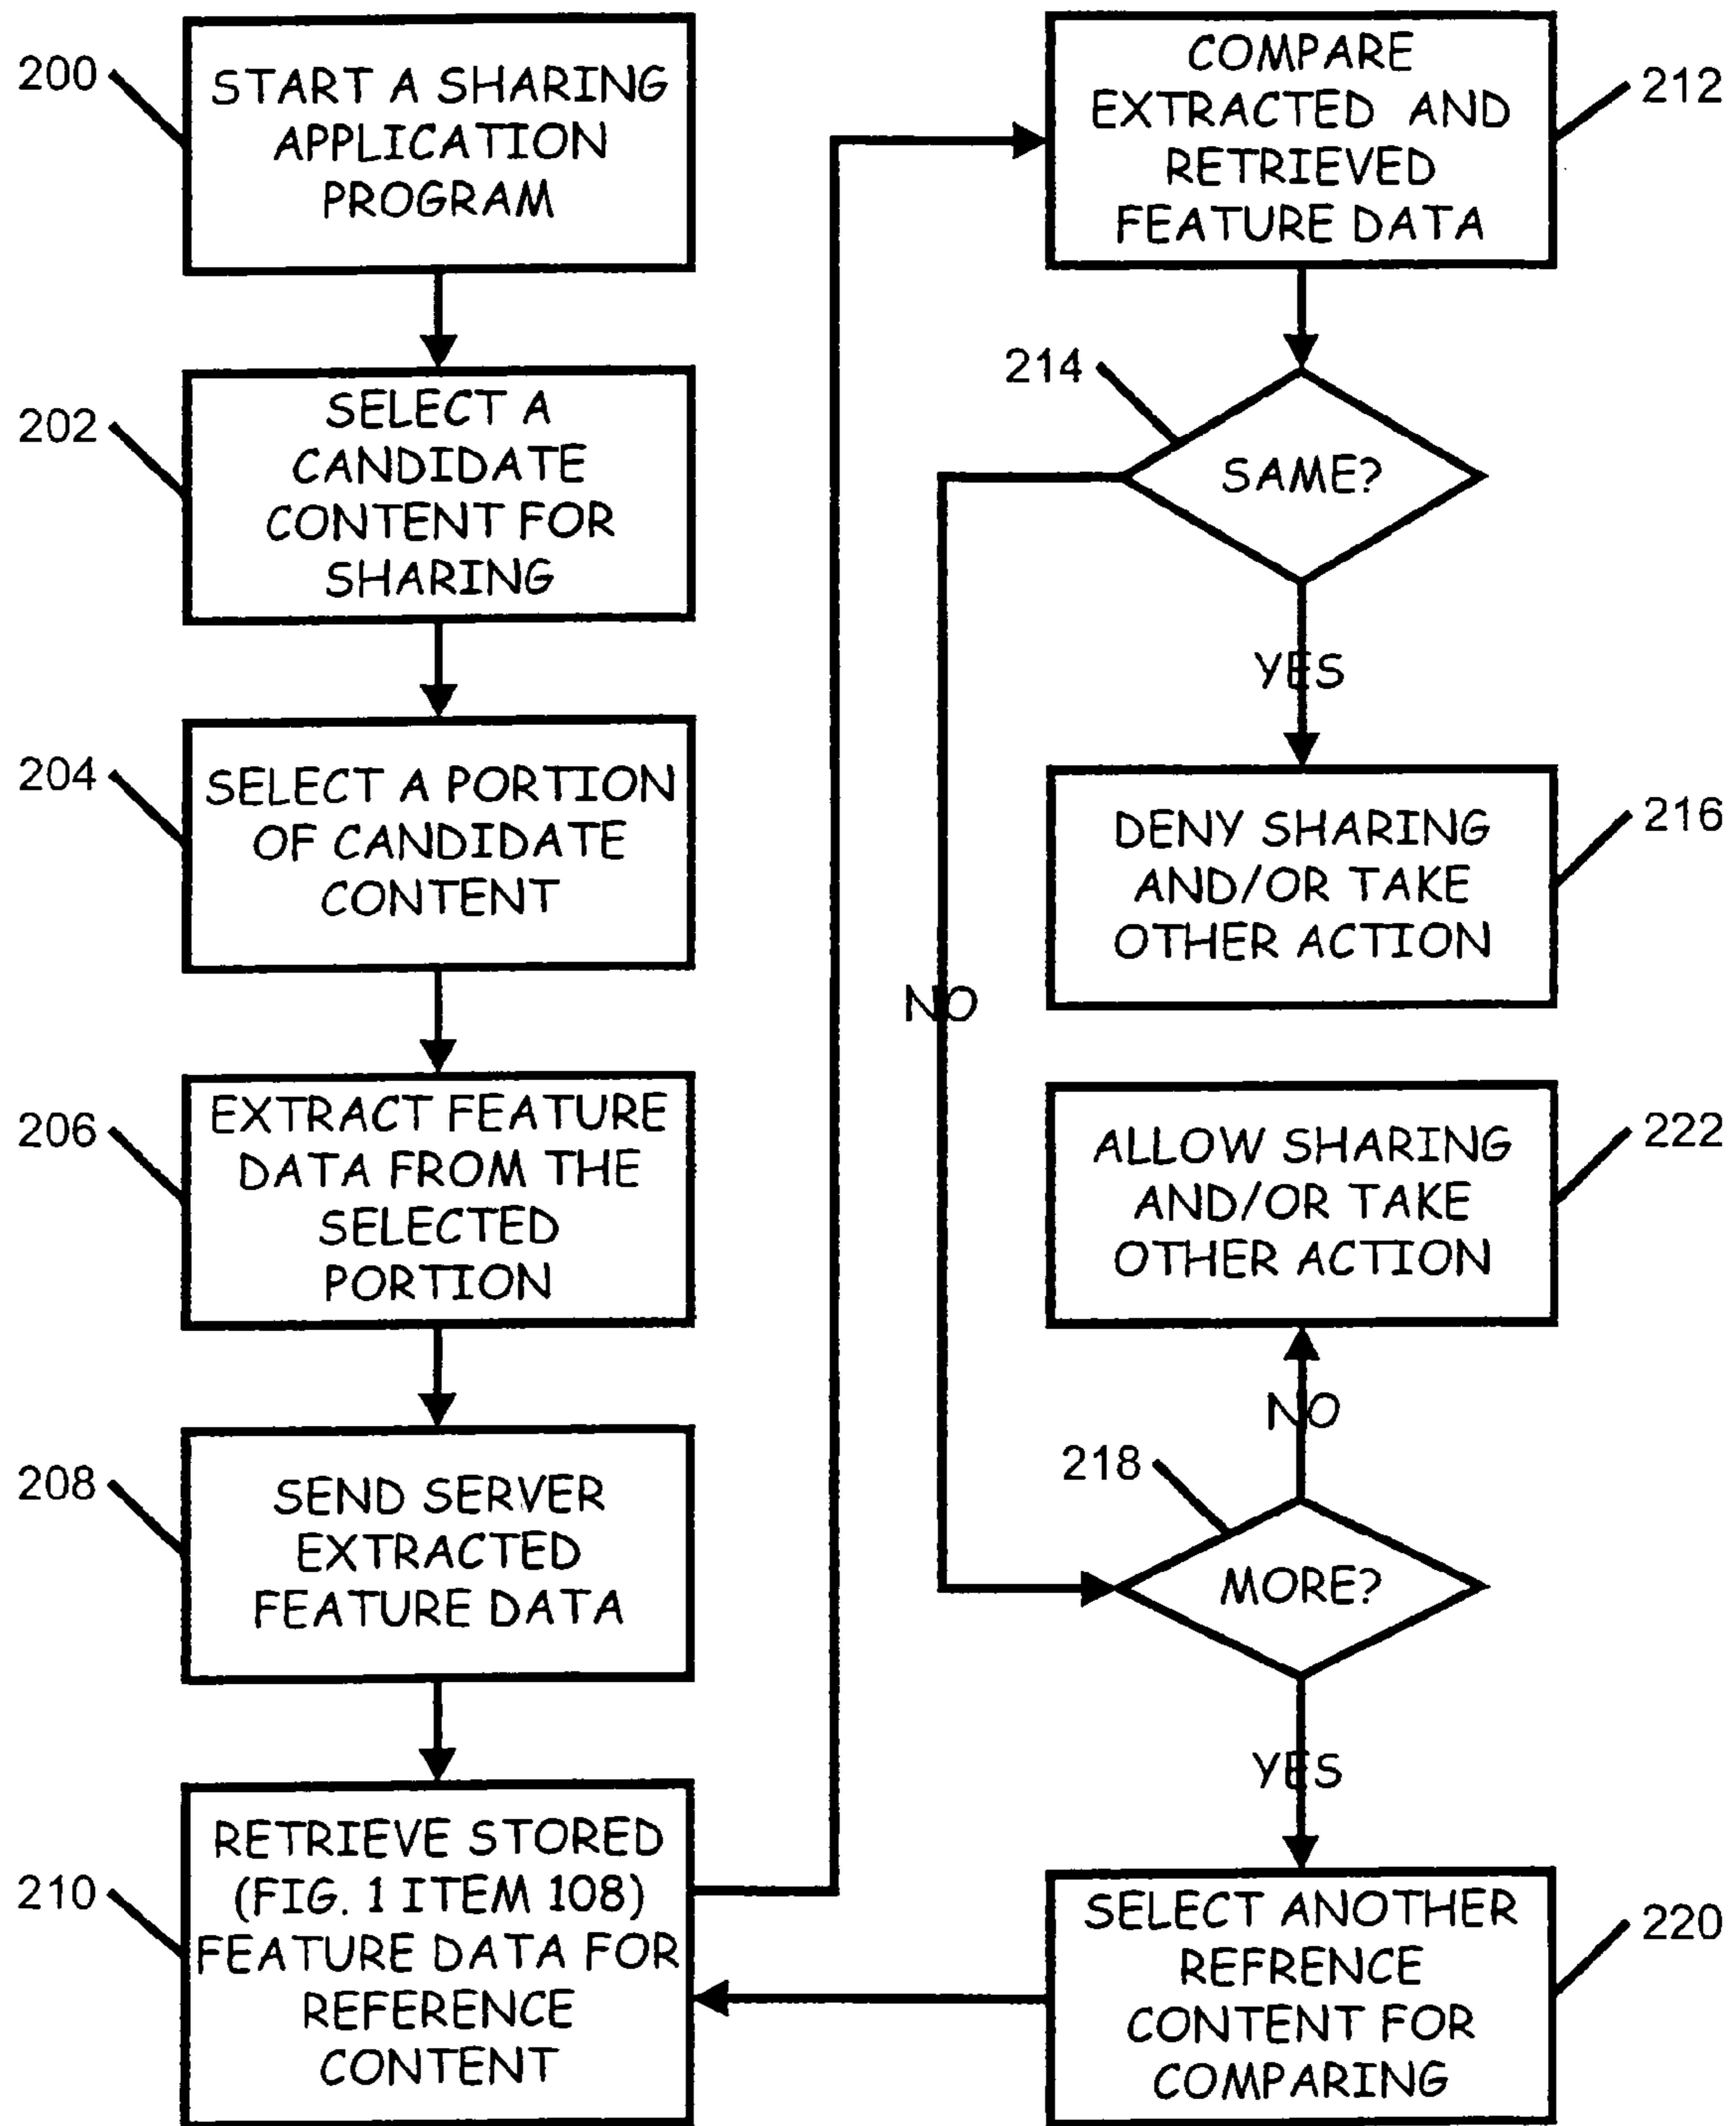 200
START A SHARING
APPLICATION
PROGRAM
202
SELECT A
CANDIDATE
CONTENT FOR
SHARING
204
SELECT A PORTION
OF CANDIDATE
CONTENT
206
EXTRACT FEATURE
DATA FROM THE
SELECTED
PORTION
208
SEND SERVER
EXTRACTED
FEATURE DATA
210
RETRIEVE STORED
(FIG. 1 ITEM 108)
FEATURE DATA FOR
REFERENCE
CONTENT
COMPARE
EXTRACTED AND
RETRIEVED
FEATURE DATA
212
214
SAME?
YES
NO
DENY SHARING
AND/OR TAKE
OTHER ACTION
216
ALLOW SHARING
AND/OR TAKE
OTHER ACTION
222
NO
218
MORE?
YES
SELECT ANOTHER
REFRENCE
CONTENT FOR
COMPARING
220